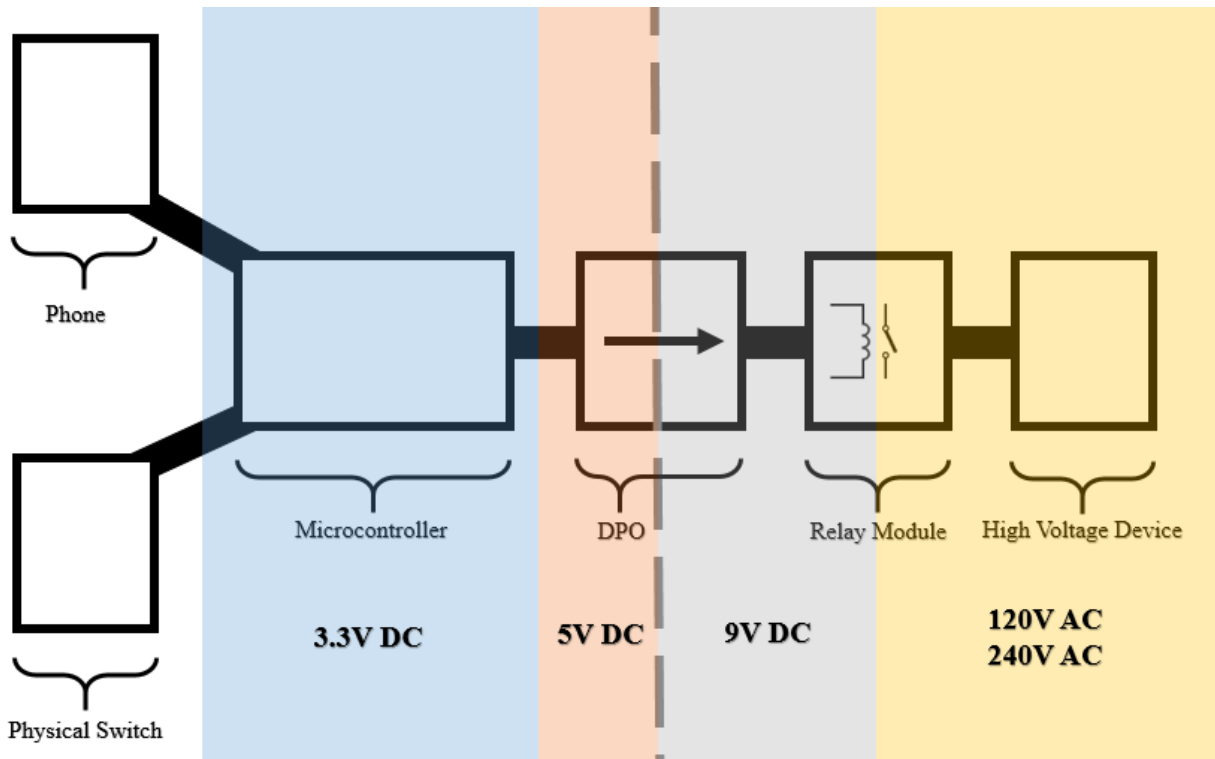 Phone
Microcontroller
DPO
Relay Module
High Voltage Device
3.3V DC
5V DC
9V DC
120V AC
240V AC
Physical Switch